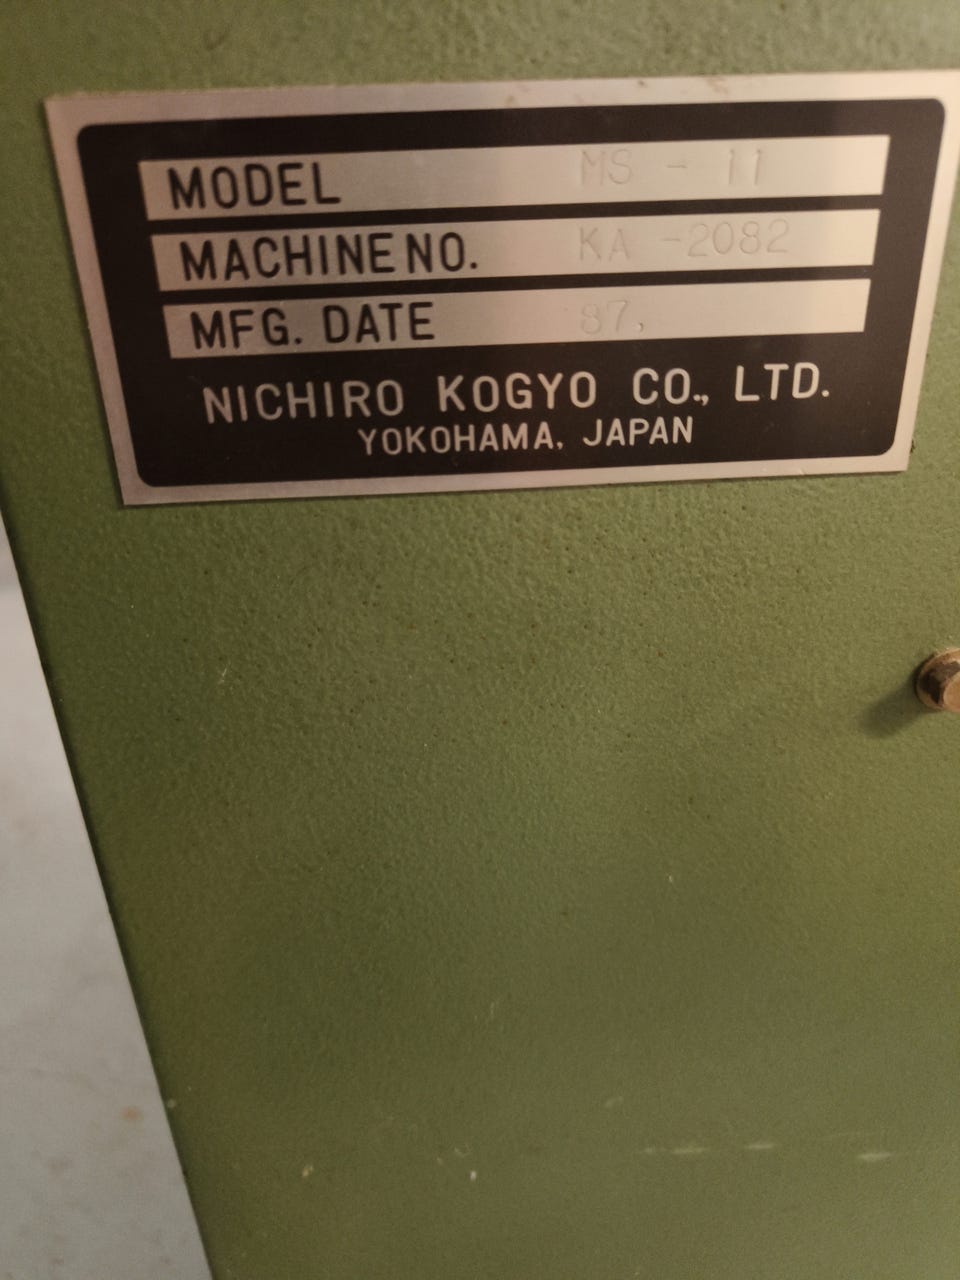 MODEL MS - 11
MACHINE NO. KA -2082
MFG. DATE 87.
NICHIRO KOGYO CO., LTD.
YOKOHAMA, JAPAN